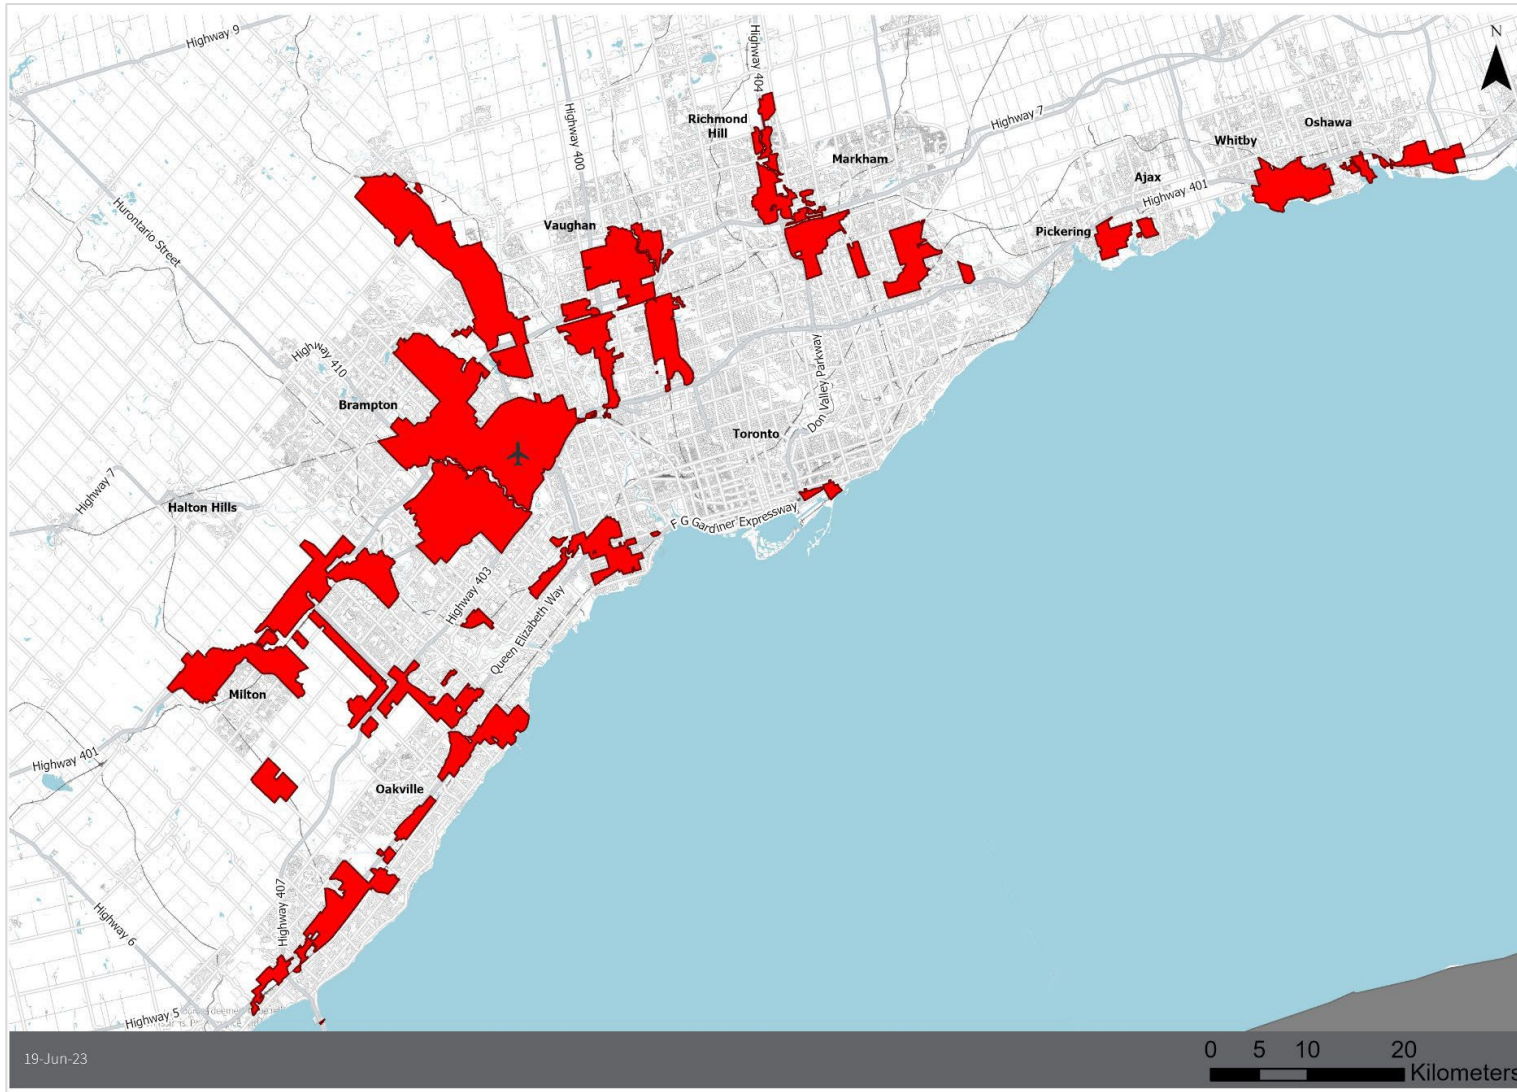 N
Highway 9
Highway 404
Richmond
Hill
Highway 7
Highway 400
Markham
Oshawa
Whitby
Ajax
Highway 401
Hurontario Street
Vaughan
Pickering
Highway 410
Brampton
Don Valley Parkway
Toronto
Highway 7
Halton Hills
F G Gardiner Expressway
Highway 403
Queen Elizabeth Way
Milton
Highway 401
Oakville
Highway 407
Highway 6
Highway 5
19-Jun-23
0 5 10 20
Kilometers